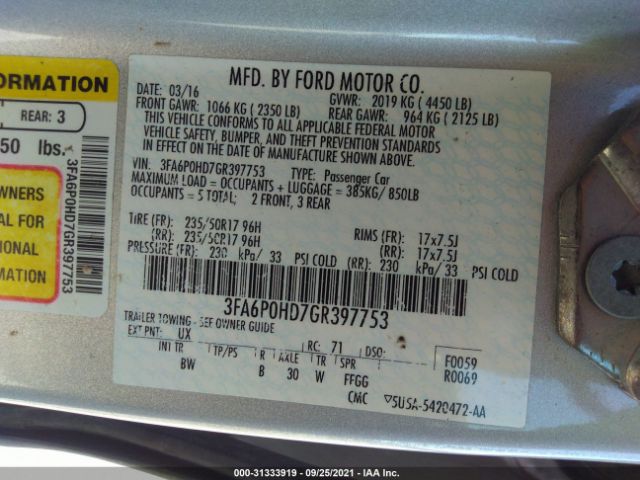 FORMATION
REAR: 3
50 lbs.
3FA6P0HD7GR397753
WNERS
AL FOR
IONAL
RMATION
MFD. BY FORD MOTOR CO.
DATE: 03/16 GVWR: 2019 KG ( 4450 LB)
FRONT GAWR: 1066 KG ( 2350 LB) REAR GAWR: 964 KG ( 2125 LB)
THIS VEHICLE CONFORMS TO ALL APPLICABLE FEDERAL MOTOR
VEHICLE SAFETY, BUMPER, AND THEFT PREVENTION STANDARDS
IN EFFECT ON THE DATE OF MANUFACTURE SHOWN ABOVE.
VIN: 3FA6P0HD7GR397753 TYPE: Passenger Car
MAXIMUM LOAD = OCCUPANTS + LUGGAGE = 385KG/ 850LB
OCCUPANTS = 5 TOTAL: 2 FRONT, 3 REAR
TIRE (FR): 235/50R17 96H RIMS (FR): 17x7.5J
(RR): 235/50R17 96H (RR): 17x7.5J
PRESSURE (FR): 230 kPa/ 33 PSI COLD (RR): 230 kPa/ 33 PSI COLD
3FA6P0HD7GR397753
TRAILER TOWING - SEE OWNER GUIDE
EXT PNT: UX RC: 71 DSO: F0059
INT TR TP/PS R AXLE TR SPR R0069
BW B 30 W FFGG
CMC 5U5A-5420472-AA
000-31333919 - 09/25/2021 - IAA Inc.